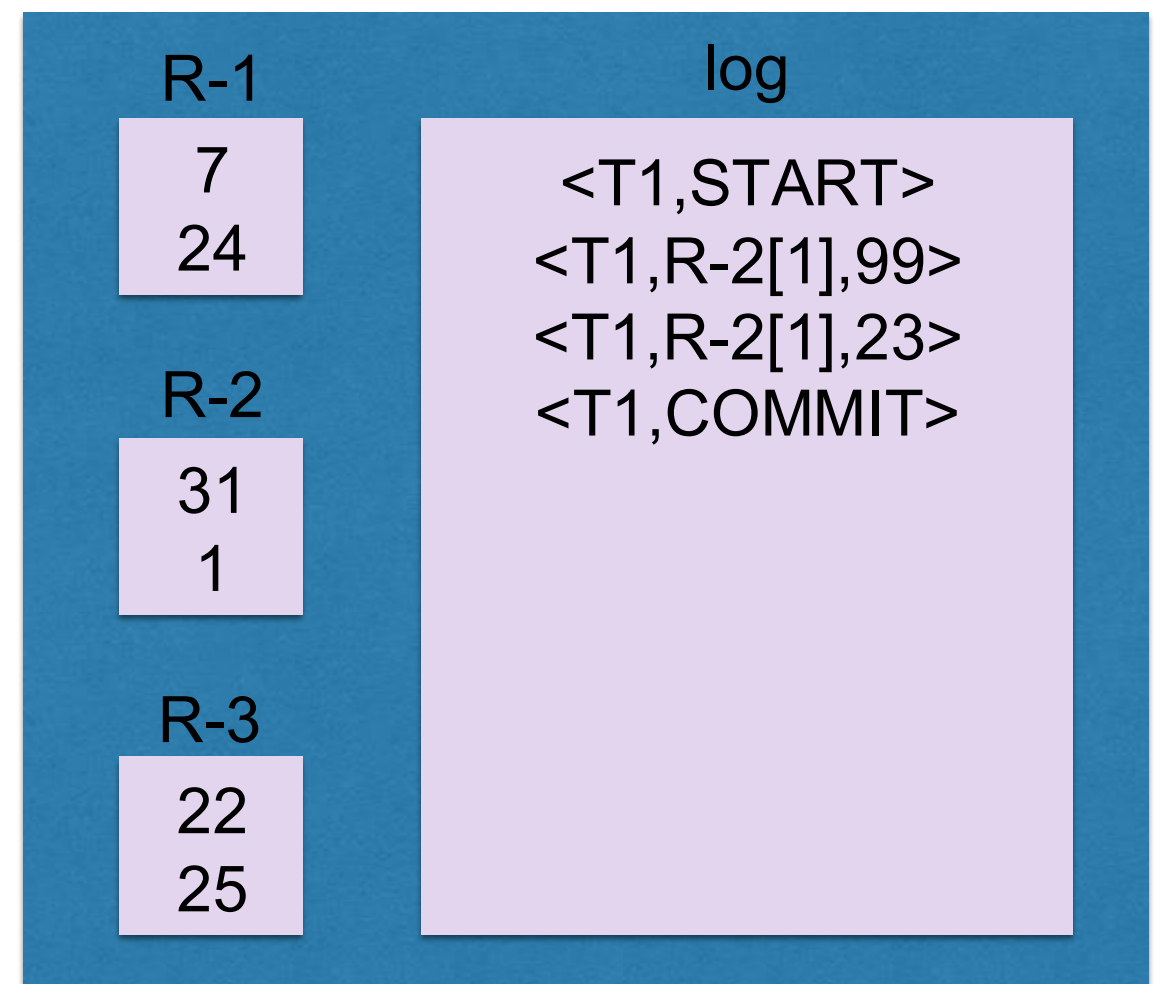 R-1
7
24
R-2
31
1
R-3
22
25
log
<T1,START>
<T1,R-2[1],99>
<T1,R-2[1],23>
<T1,COMMIT>